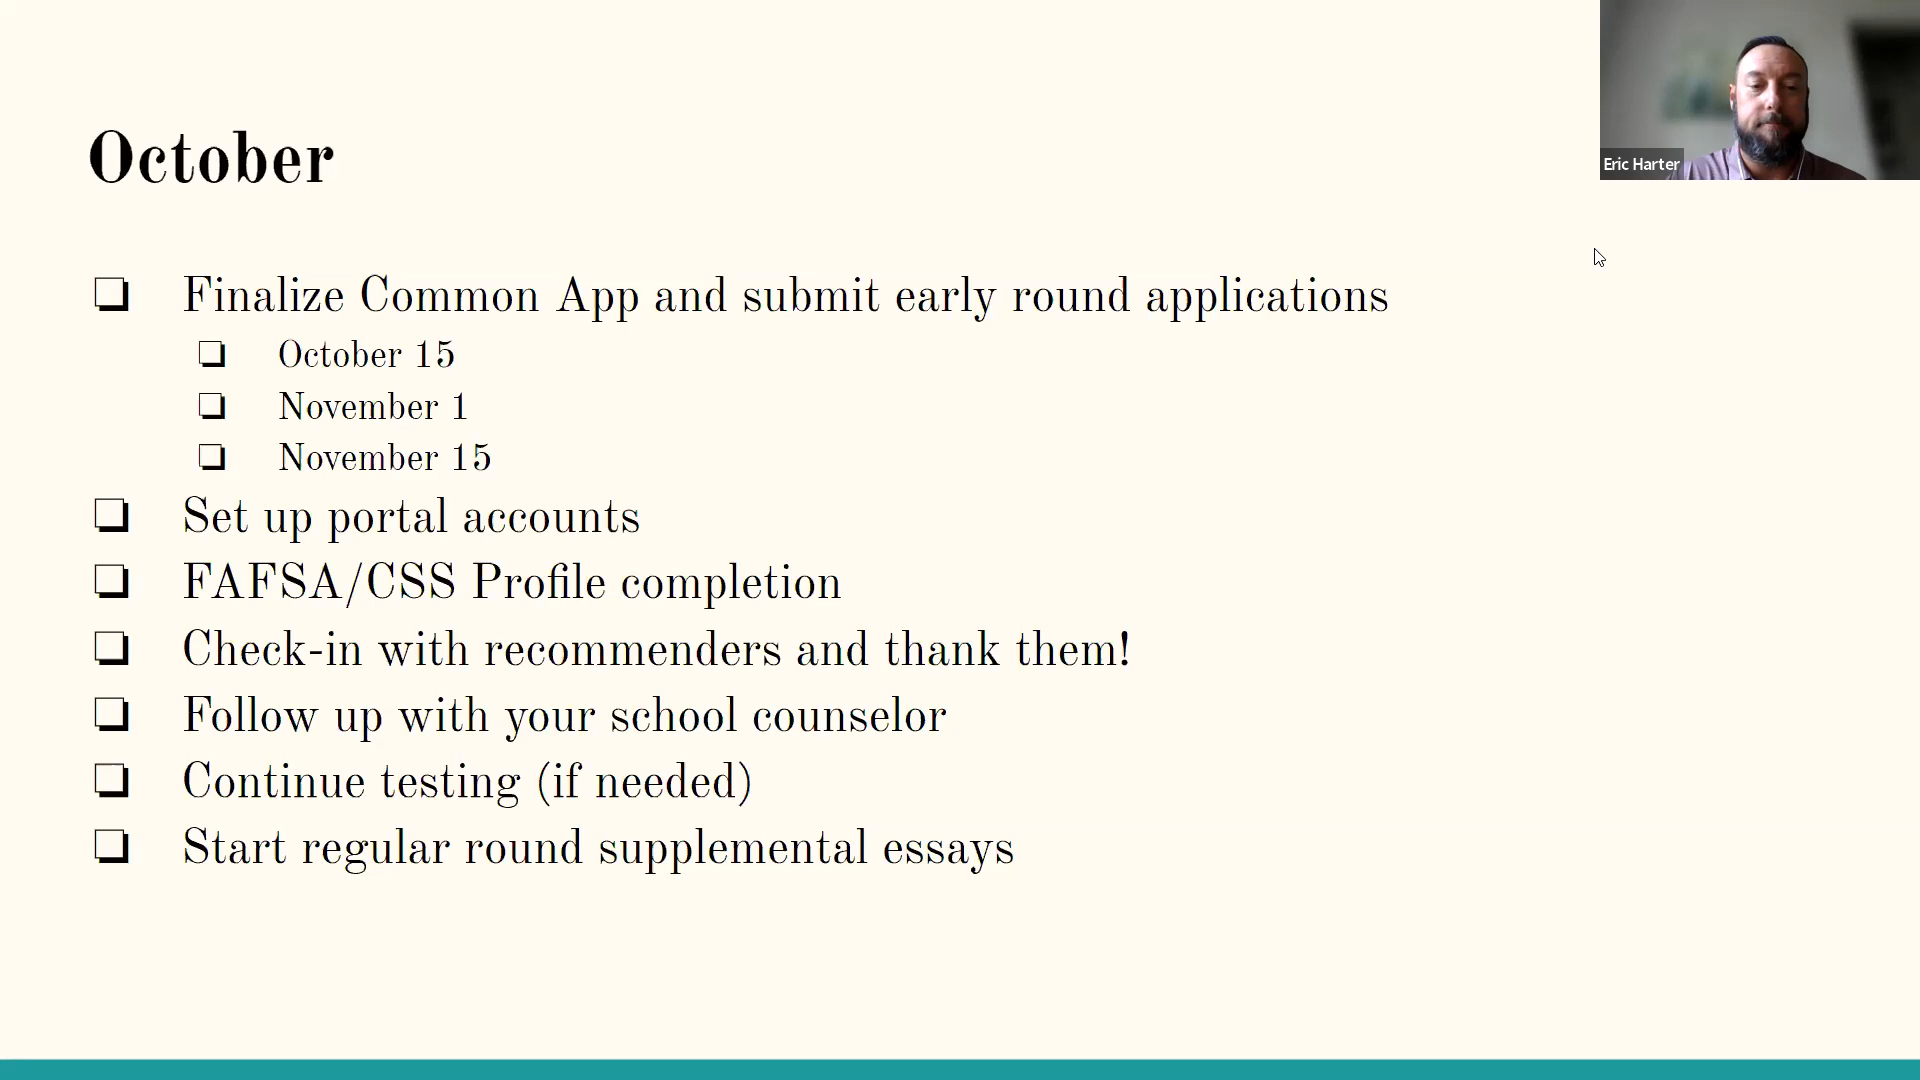 October
Eric Harter
❏ Finalize Common App and submit early round applications
❏ October 15
❏ November 1
❏ November 15
❏ Set up portal accounts
❏ FAFSA/CSS Profile completion
❏ Check-in with recommenders and thank them!
❏ Follow up with your school counselor
❏ Continue testing (if needed)
❏ Start regular round supplemental essays